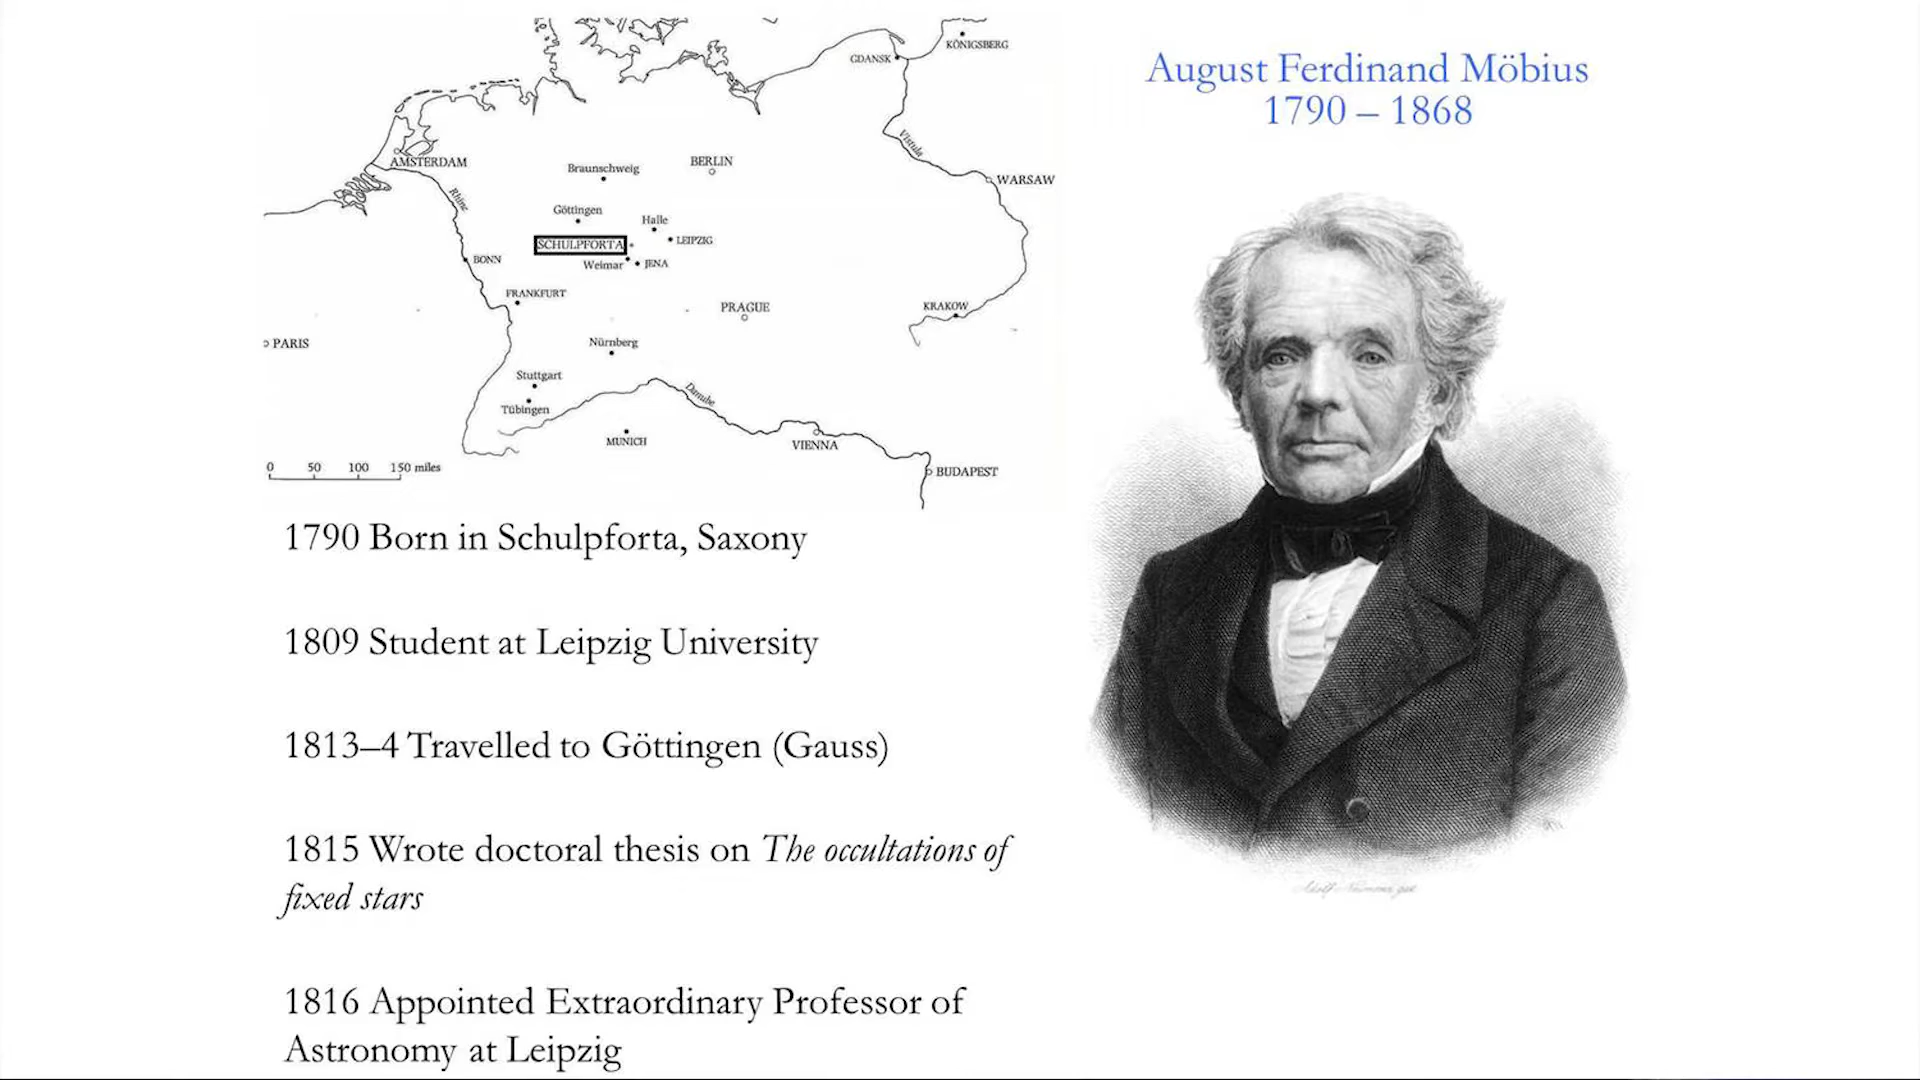 KÖNIGSBERG
GDANSK
Vistula
AMSTERDAM
Rhine
Braunschweig
BERLIN
WARSAW
Göttingen
Halle
SCHULPFORTA
LEIPZIG
Weimar
JENA
BONN
FRANKFURT
PRAGUE
KRAKOW
PARIS
Nürnberg
Stuttgart
Tübingen
Danube
MUNICH
VIENNA
BUDAPEST
0 50 100 150 miles
August Ferdinand Möbius
1790 – 1868
1790 Born in Schulpforta, Saxony
1809 Student at Leipzig University
1813–4 Travelled to Göttingen (Gauss)
1815 Wrote doctoral thesis on The occultations of
fixed stars
1816 Appointed Extraordinary Professor of
Astronomy at Leipzig